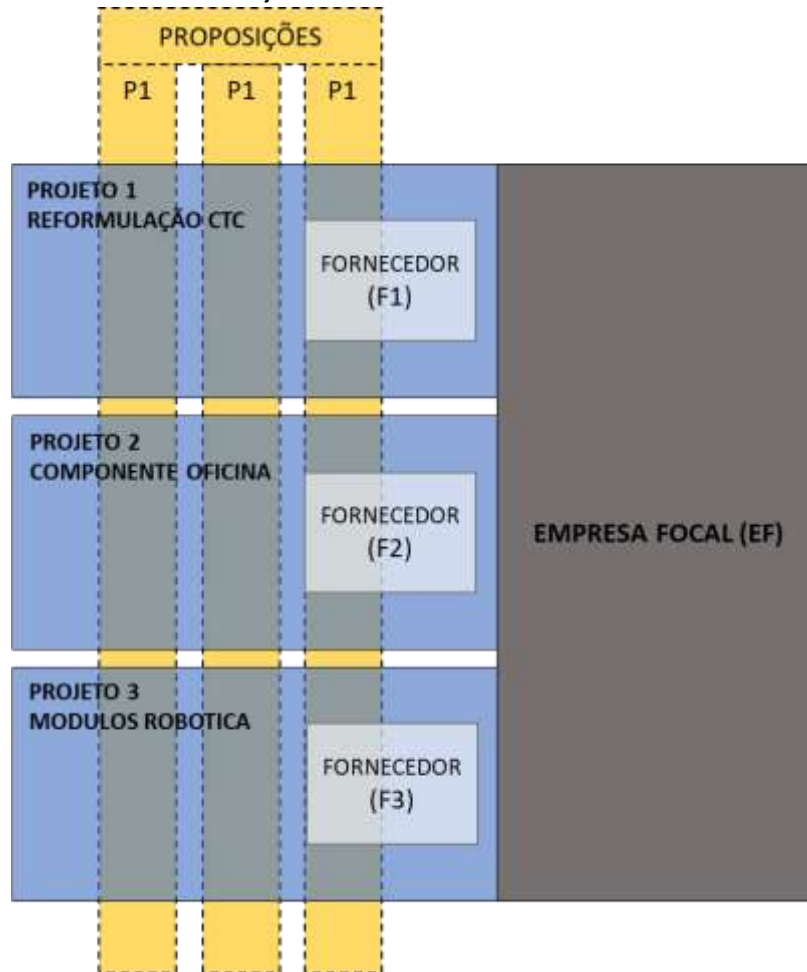 PROPOSIÇÕES
P1 P1 P1
PROJETO 1
REFORMULAÇÃO CTC
FORNECEDOR
(F1)
PROJETO 2
COMPONENTE OFICINA
FORNECEDOR
(F2)
EMPRESA FOCAL (EF)
PROJETO 3
MODULOS ROBOTICA
FORNECEDOR
(F3)